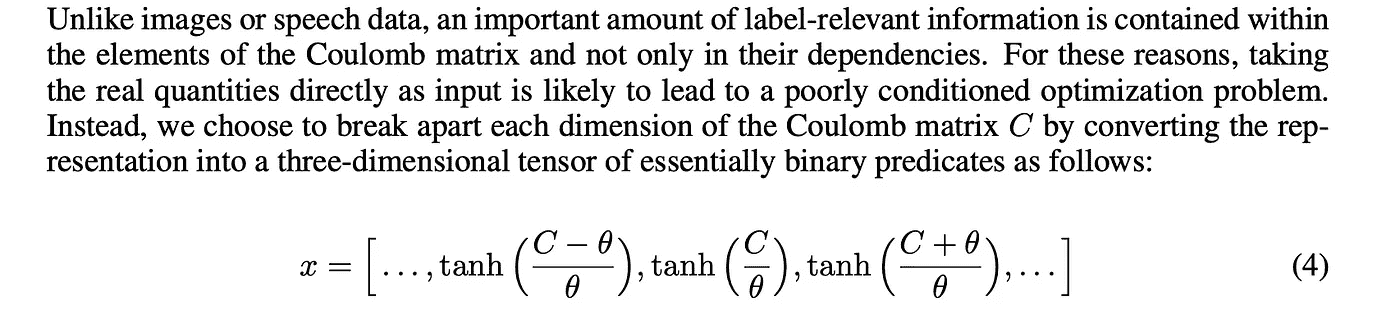 Unlike images or speech data, an important amount of label-relevant information is contained within
the elements of the Coulomb matrix and not only in their dependencies. For these reasons, taking
the real quantities directly as input is likely to lead to a poorly conditioned optimization problem.
Instead, we choose to break apart each dimension of the Coulomb matrix C by converting the rep-
resentation into a three-dimensional tensor of essentially binary predicates as follows:
x = [ . . . , tanh ( (C − θ) / θ ), tanh ( C / θ ), tanh ( (C + θ) / θ ), . . . ] (4)